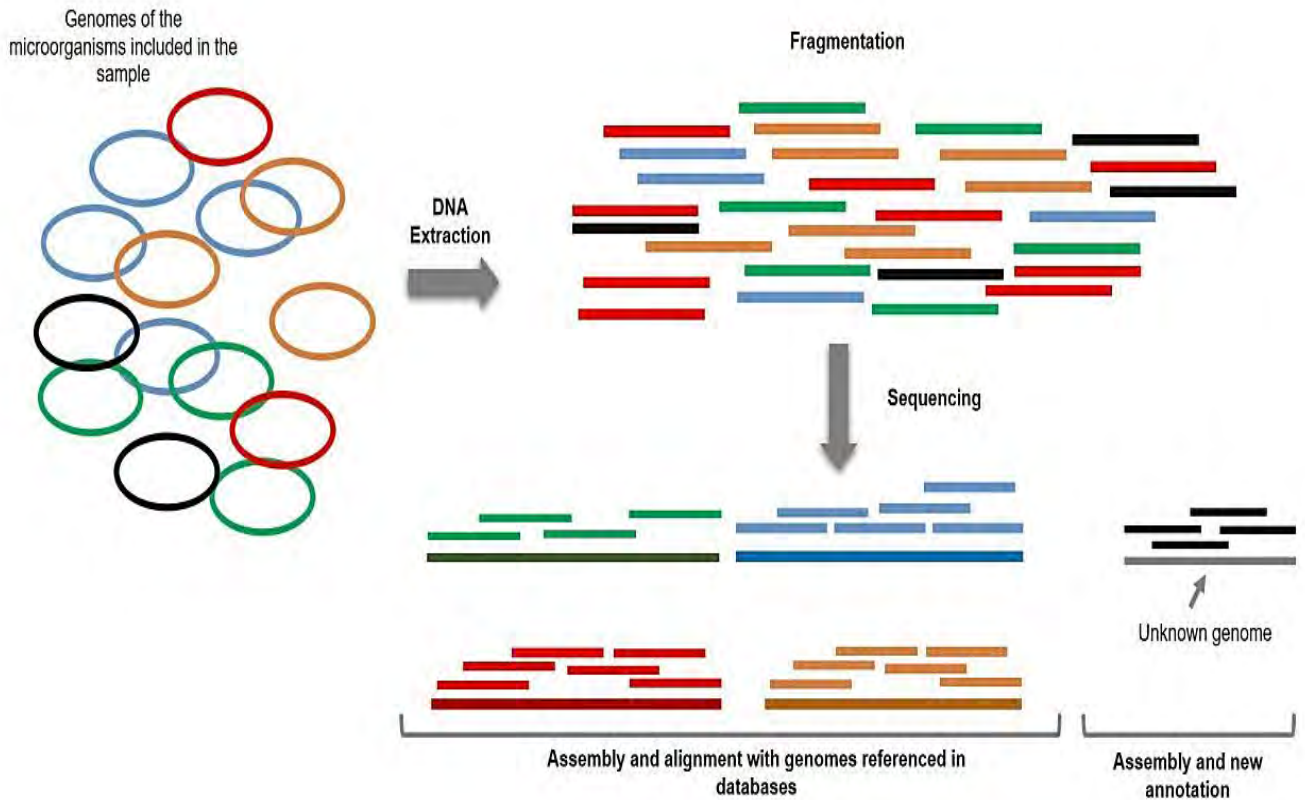 Genomes of the
microorganisms included in the
sample
Fragmentation
DNA
Extraction
Sequencing
Unknown genome
Assembly and alignment with genomes referenced in
databases
Assembly and new
annotation